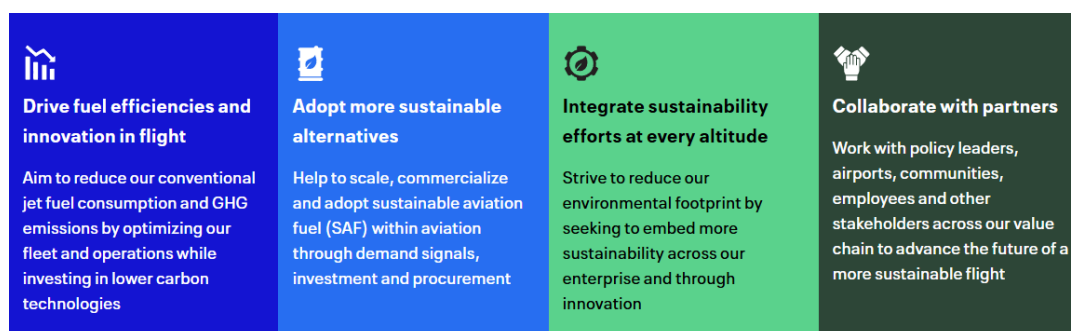 Drive fuel efficiencies and
innovation in flight
Aim to reduce our conventional
jet fuel consumption and GHG
emissions by optimizing our
fleet and operations while
investing in lower carbon
technologies
Adopt more sustainable
alternatives
Help to scale, commercialize
and adopt sustainable aviation
fuel (SAF) within aviation
through demand signals,
investment and procurement
Integrate sustainability
efforts at every altitude
Strive to reduce our
environmental footprint by
seeking to embed more
sustainability across our
enterprise and through
innovation
Collaborate with partners
Work with policy leaders,
airports, communities,
employees and other
stakeholders across our value
chain to advance the future of a
more sustainable flight